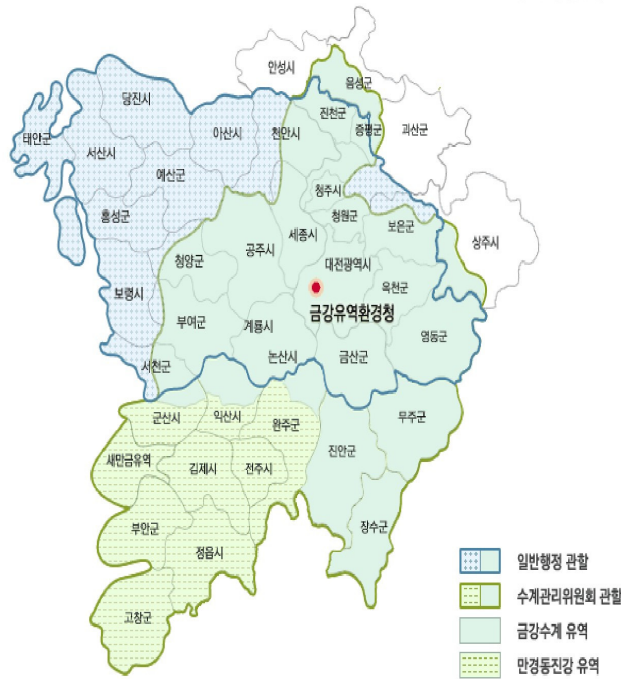 안성시
음성군
당진시
진천군
태안군
아산시
천안시
증평군
괴산군
서산시
예산군
청주시
홍성군
청원군
보은군
세종시
상주시
공주시
청양군
대전광역시
옥천군
보령시
금강유역환경청
부여군
계룡시
영동군
논산시
금산군
서천군
군산시
익산시
완주군
무주군
진안군
새만금유역
김제시
전주시
장수군
부안군
정읍시
고창군
일반행정 관할
수계관리위원회 관할
금강수계 유역
만경동진강 유역